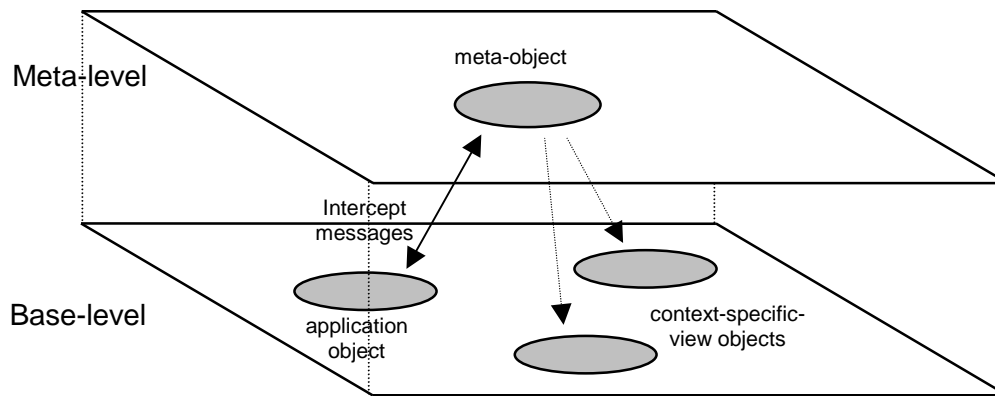 meta-object
Meta-level
Intercept
messages
Base-level
application
object
context-specific-
view objects